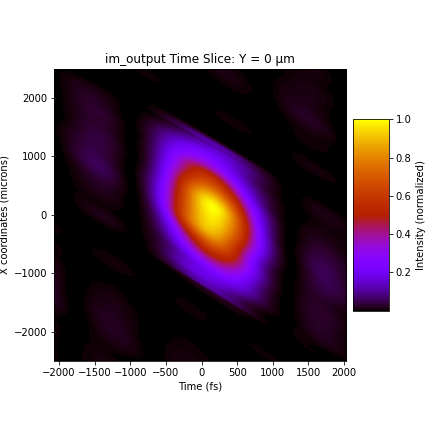 im_output Time Slice: Y = 0 μm
2000
1000
0
−1000
−2000
X coordinates (microns)
−2000 −1500 −1000 −500 0 500 1000 1500 2000
Time (fs)
1.0
0.8
0.6
0.4
0.2
Intensity (normalized)